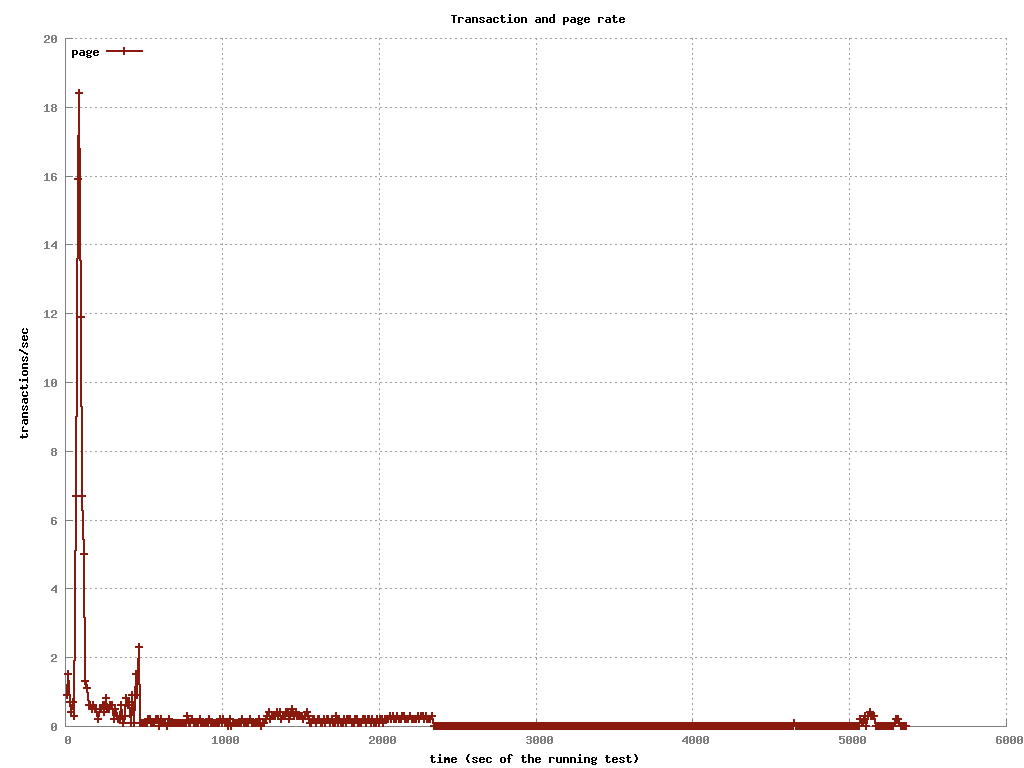 Transaction and page rate
page
20
18
16
14
12
10
8
6
4
2
0
transactions/sec
0 1000 2000 3000 4000 5000 6000
time (sec of the running test)